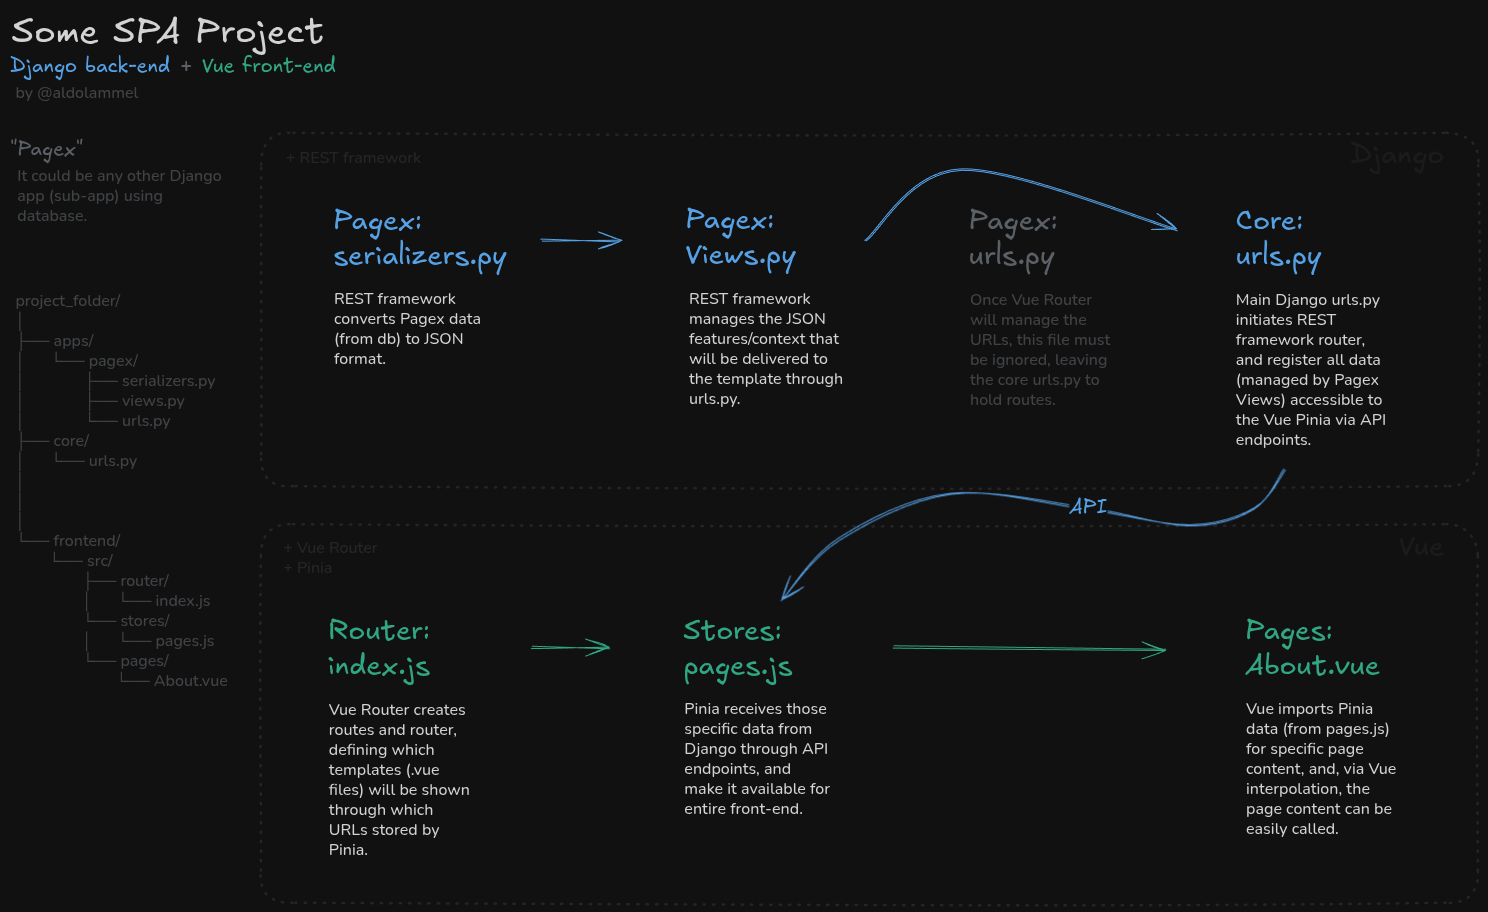 Some SPA Project
Django back-end + Vue front-end
by @aldolammel
"Pagex"
It could be any other Django
app (sub-app) using
database.
project_folder/
apps/
pagex/
serializers.py
views.py
urls.py
core/
urls.py
frontend/
src/
router/
index.js
stores/
pages.js
pages/
About.vue
+ REST framework
Django
Pagex:
serializers.py
REST framework
converts Pagex data
(from db) to JSON
format.
Pagex:
Views.py
REST framework
manages the JSON
features/context that
will be delivered to
the template through
urls.py.
Pagex:
urls.py
Once Vue Router
will manage the
URLs, this file must
be ignored, leaving
the core urls.py to
hold routes.
Core:
urls.py
Main Django urls.py
initiates REST
framework router,
and register all data
(managed by Pagex
Views) accessible to
the Vue Pinia via API
endpoints.
API
+ Vue Router
+ Pinia
Vue
Router:
index.js
Vue Router creates
routes and router,
defining which
templates (.vue
files) will be shown
through which
URLs stored by
Pinia.
Stores:
pages.js
Pinia receives those
specific data from
Django through API
endpoints, and
make it available for
entire front-end.
Pages:
About.vue
Vue imports Pinia
data (from pages.js)
for specific page
content, and, via Vue
interpolation, the
page content can be
easily called.